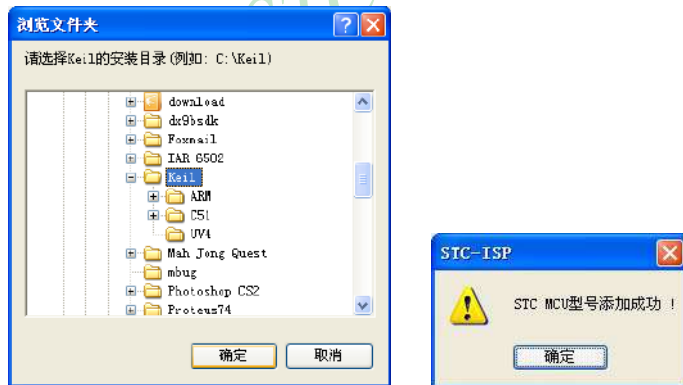 浏览文件夹
请选择Keil的安装目录(例如: C:\Keil)
download
dx9bsdk
Foxmail
IAR 6502
Keil
ARM
C51
UV4
Mah Jong Quest
mbug
Photoshop CS2
Proteus74
确定
取消
STC-ISP
STC MCU型号添加成功 !
确定